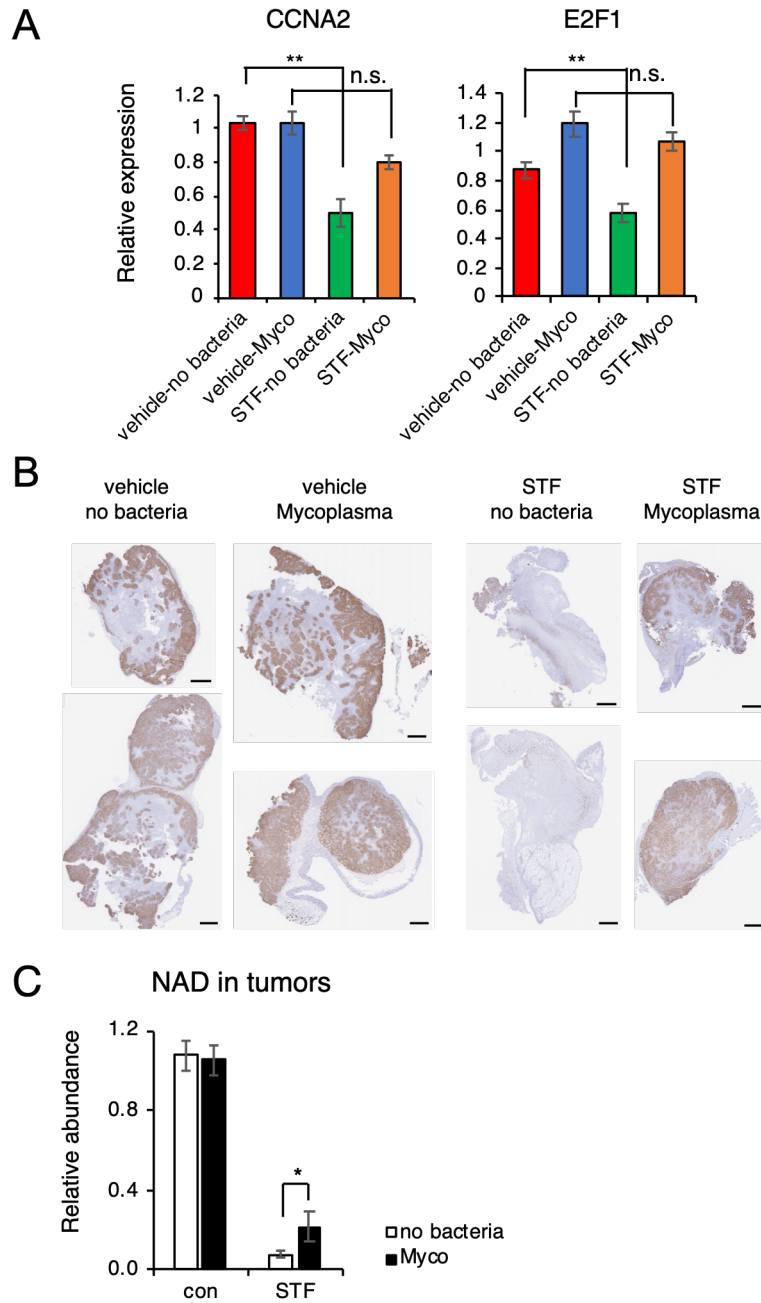 A
CCNA2
E2F1
**
n.s.
**
n.s.
Relative expression
1.2
1
0.8
0.6
0.4
0.2
0
1.4
1.2
1
0.8
0.6
0.4
0.2
0
vehicle-no bacteria
vehicle-Myco
STF-no bacteria
STF-Myco
vehicle-no bacteria
vehicle-Myco
STF-no bacteria
STF-Myco
B
vehicle
no bacteria
vehicle
Mycoplasma
STF
no bacteria
STF
Mycoplasma
C
NAD in tumors
Relative abundance
1.2
0.8
0.4
0.0
*
con
STF
no bacteria
Myco